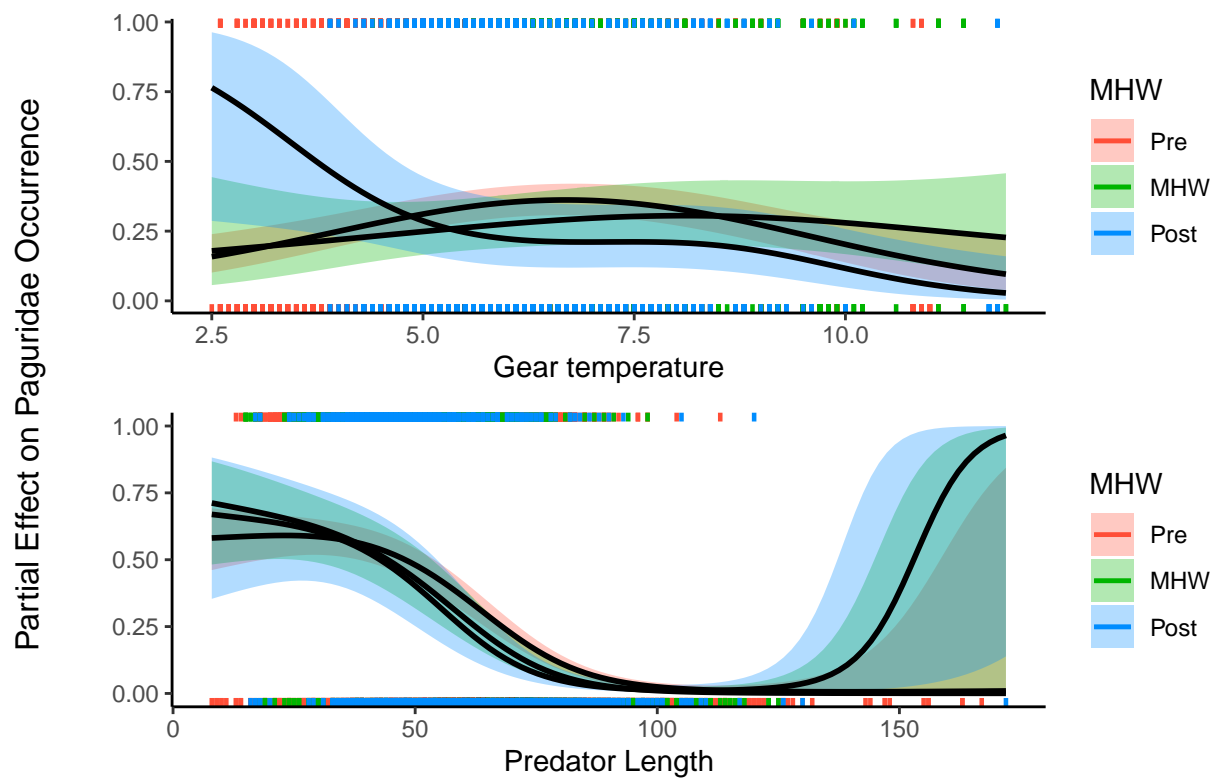 Partial Effect on Paguridae Occurrence
1.00
0.75
0.50
0.25
0.00
2.5 5.0 7.5 10.0
Gear temperature
MHW
Pre
MHW
Post
1.00
0.75
0.50
0.25
0.00
0 50 100 150
Predator Length
MHW
Pre
MHW
Post